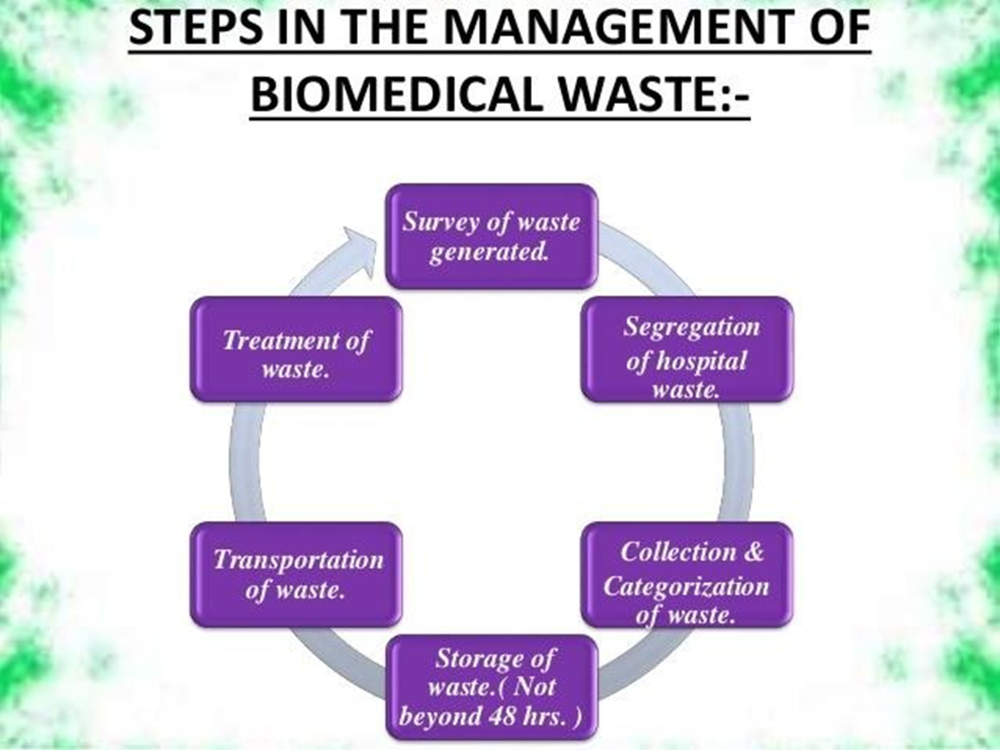 STEPS IN THE MANAGEMENT OF
BIOMEDICAL WASTE:-
Survey of waste
generated.
Segregation
of hospital
waste.
Collection &
Categorization
of waste.
Storage of
waste.( Not
beyond 48 hrs. )
Transportation
of waste.
Treatment of
waste.